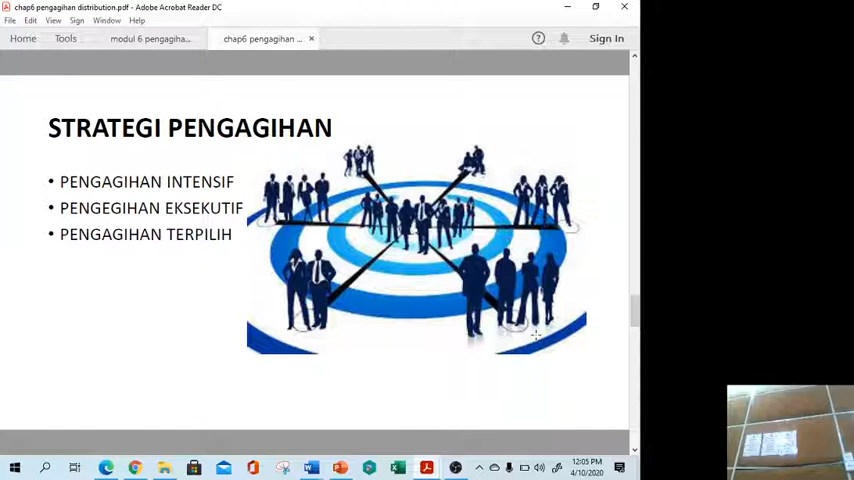 chap6 pengagihan distribution.pdf - Adobe Acrobat Reader DC
File Edit View Sign Window Help
Home Tools modul 6 pengagiha... chap6 pengagihan ... × Sign In
STRATEGI PENGAGIHAN
• PENGAGIHAN INTENSIF
• PENGEGIHAN EKSEKUTIF
• PENGAGIHAN TERPILIH
12:05 PM
4/10/2020